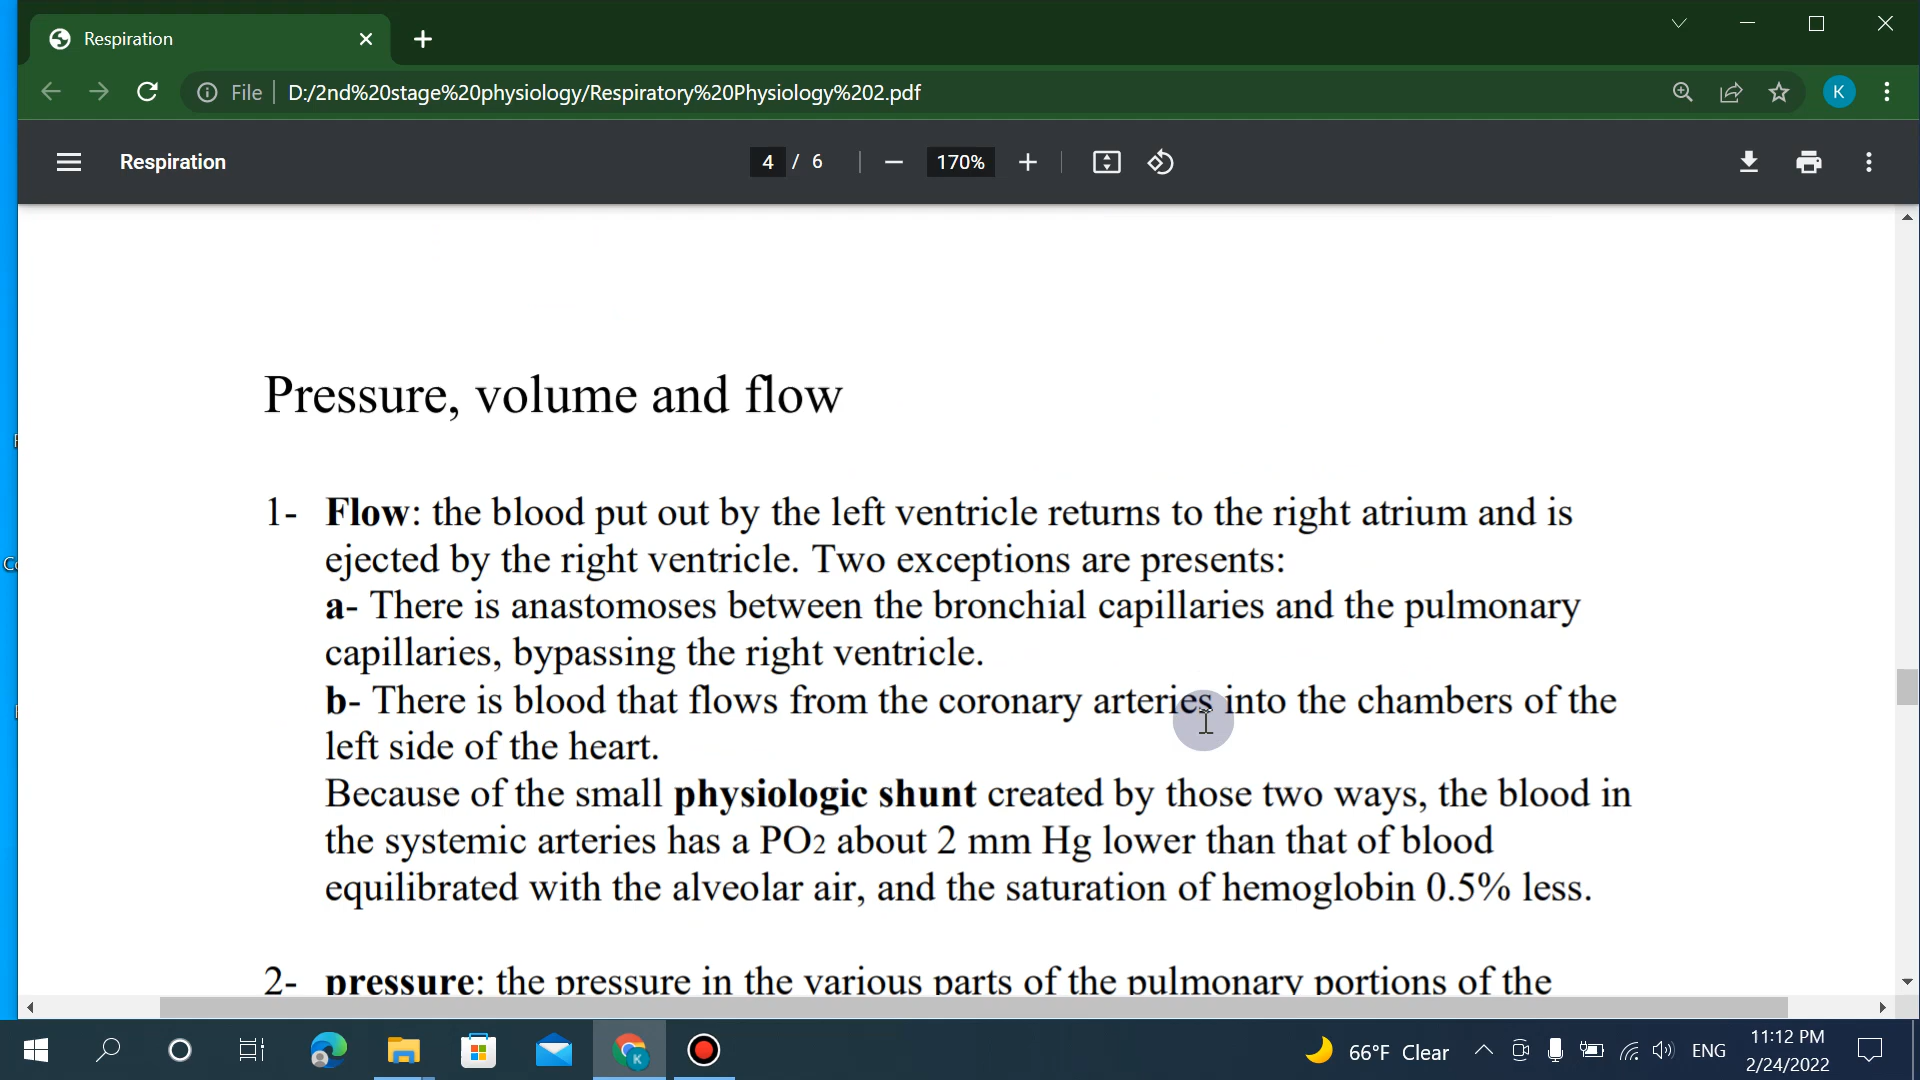 Respiration
File
D:/2nd%20stage%20physiology/Respiratory%20Physiology%202.pdf
K
Respiration
4 / 6
170%
Pressure, volume and flow
1- Flow: the blood put out by the left ventricle returns to the right atrium and is
ejected by the right ventricle. Two exceptions are presents:
a- There is anastomoses between the bronchial capillaries and the pulmonary
capillaries, bypassing the right ventricle.
b- There is blood that flows from the coronary arteries into the chambers of the
left side of the heart.
Because of the small physiologic shunt created by those two ways, the blood in
the systemic arteries has a PO2 about 2 mm Hg lower than that of blood
equilibrated with the alveolar air, and the saturation of hemoglobin 0.5% less.
2- pressure: the pressure in the various parts of the pulmonary portions of the
K
66°F Clear
ENG
11:12 PM
2/24/2022